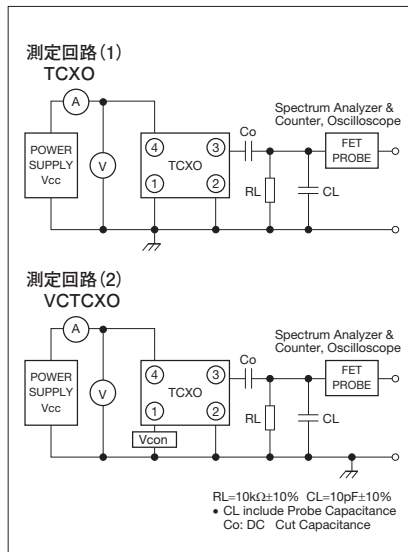 測定回路(1)
TCXO
A
Spectrum Analyzer &
Counter, Oscilloscope
Co
POWER
SUPPLY
Vcc
V
4
3
TCXO
1
2
RL
CL
FET
PROBE
測定回路(2)
VCTCXO
A
Spectrum Analyzer &
Counter, Oscilloscope
Co
POWER
SUPPLY
Vcc
V
4
3
TCXO
1
2
Vcon
RL
CL
FET
PROBE
RL=10kΩ±10% CL=10pF±10%
• CL include Probe Capacitance
Co: DC Cut Capacitance